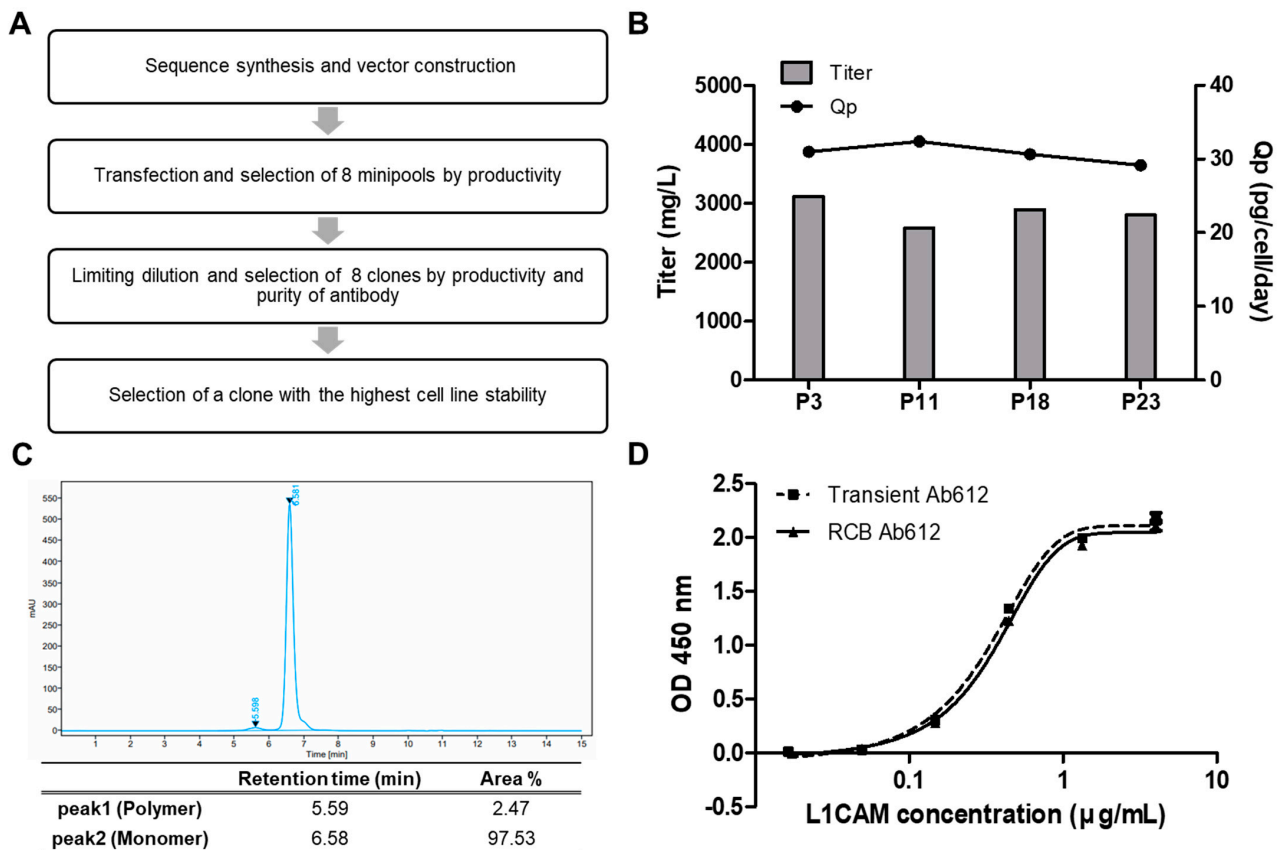 A
Sequence synthesis and vector construction
Transfection and selection of 8 minipools by productivity
Limiting dilution and selection of 8 clones by productivity and
purity of antibody
Selection of a clone with the highest cell line stability
B
Titer
Qp
5000
4000
3000
2000
1000
0
Titer (mg/L)
40
30
20
10
0
Qp (pg/cell/day)
P3 P11 P18 P23
C
mAU
550
500
450
400
350
300
250
200
150
100
50
0
5.598
6.581
1 2 3 4 5 6 7 8 9 10 11 12 13 14 15
Time [min]
Retention time (min) Area %
peak1 (Polymer) 5.59 2.47
peak2 (Monomer) 6.58 97.53
D
Transient Ab612
RCB Ab612
2.5
2.0
1.5
1.0
0.5
0.0
-0.5
OD 450 nm
0.1 1 10
L1CAM concentration (µg/mL)